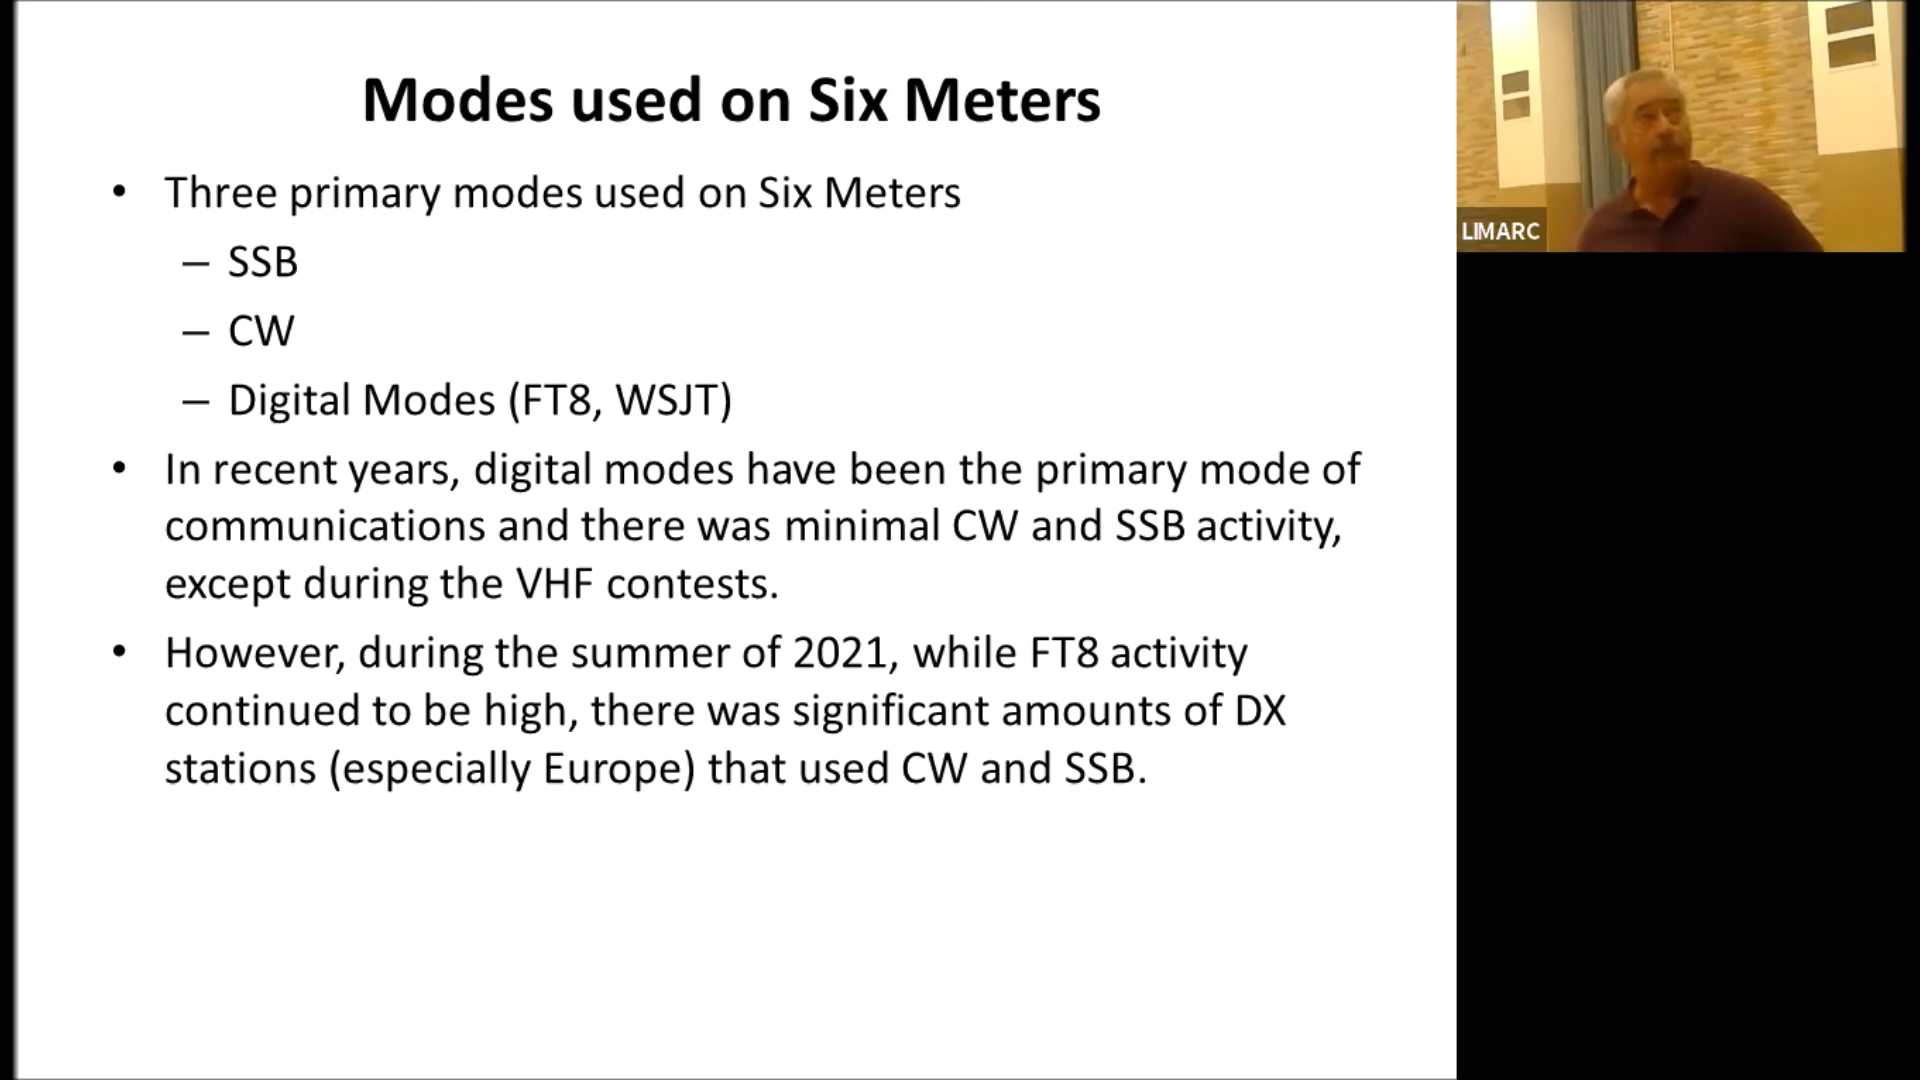 Modes used on Six Meters
• Three primary modes used on Six Meters
– SSB
– CW
– Digital Modes (FT8, WSJT)
• In recent years, digital modes have been the primary mode of
communications and there was minimal CW and SSB activity,
except during the VHF contests.
• However, during the summer of 2021, while FT8 activity
continued to be high, there was significant amounts of DX
stations (especially Europe) that used CW and SSB.
LIMARC